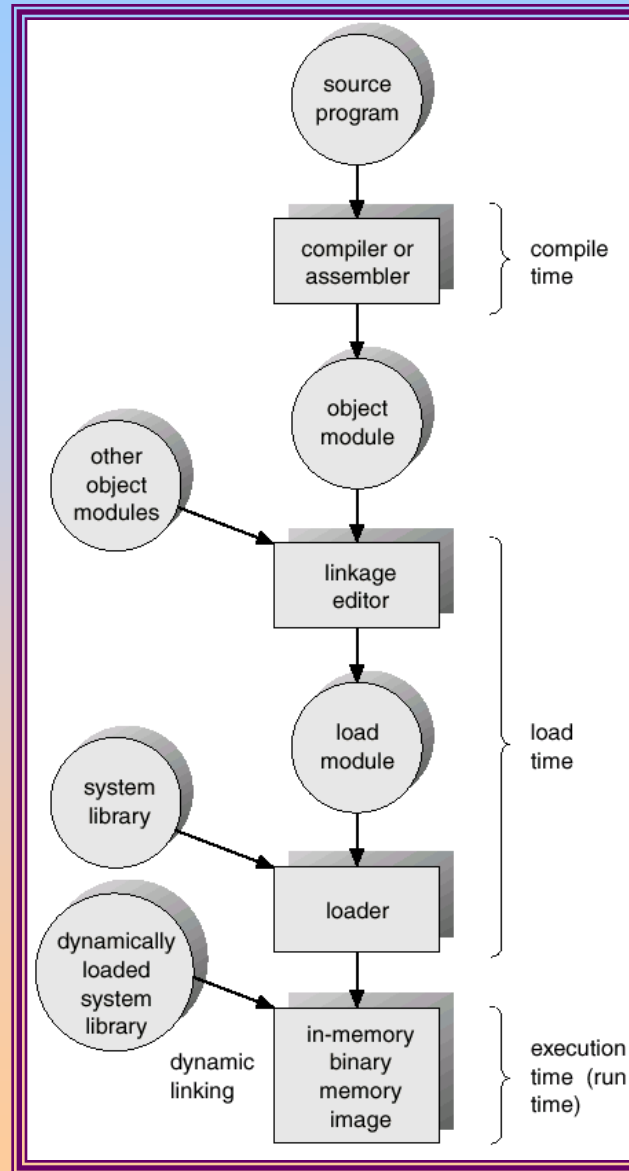 source
program
compiler or
assembler
compile
time
object
module
other
object
modules
linkage
editor
load
module
load
time
system
library
loader
dynamically
loaded
system
library
dynamic
linking
in-memory
binary
memory
image
execution
time (run
time)